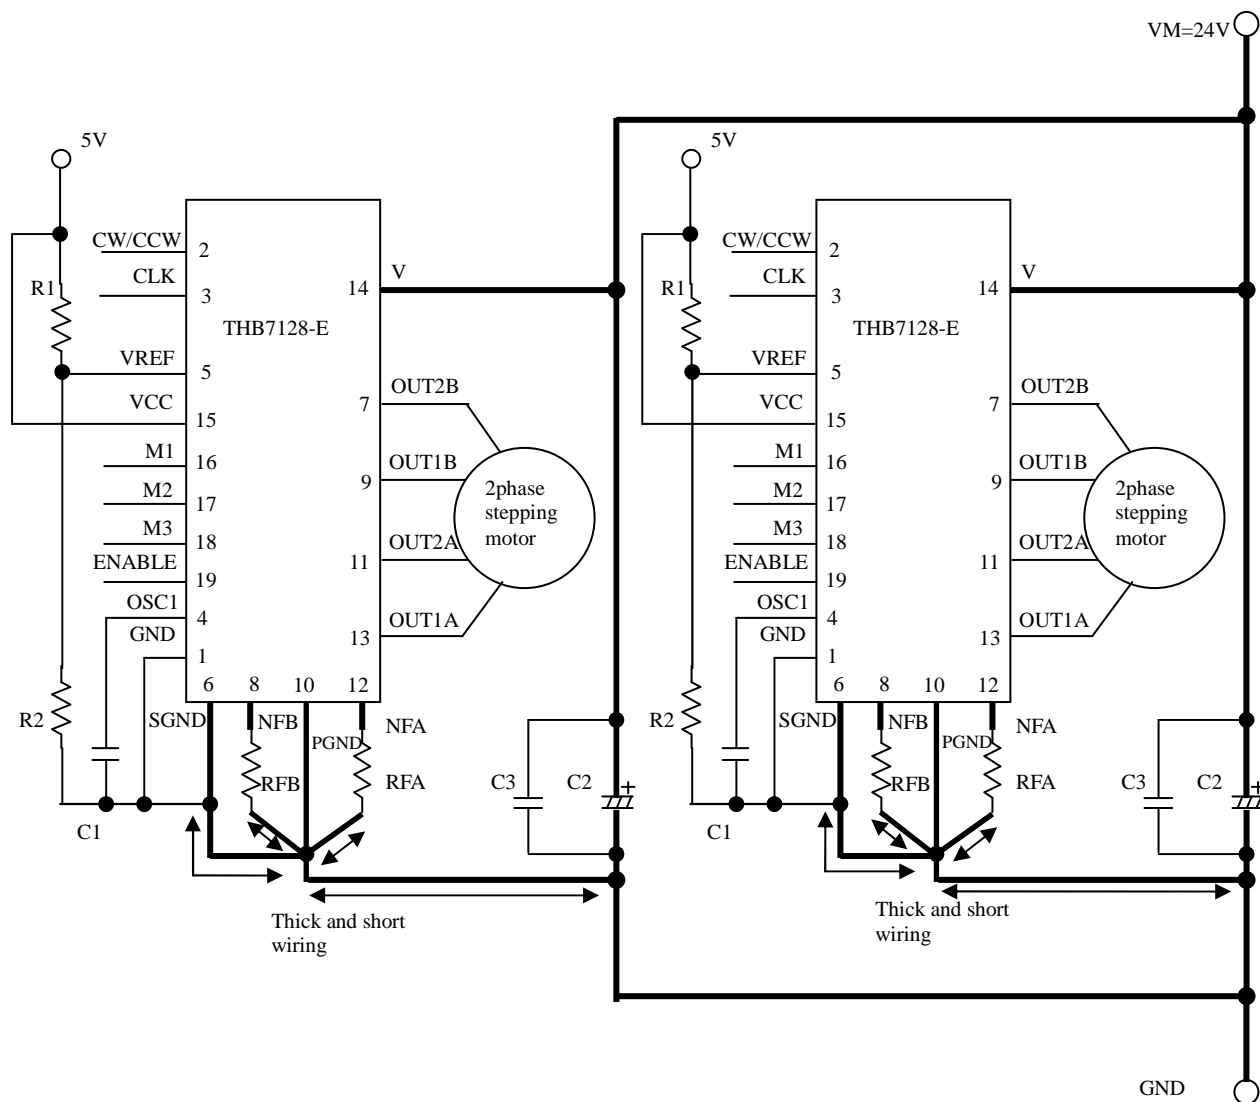 VM=24V
5V
CW/CCW
2
CLK
3
R1
V
14
THB7128-E
VREF
5
VCC
15
OUT2B
7
M1
16
OUT1B
9
M2
17
2phase
stepping
motor
M3
18
OUT2A
11
ENABLE
19
OSC1
4
OUT1A
13
GND
1
6
8
10
12
R2
SGND
NFB
PGND
NFA
RFB
RFA
C1
C3
C2
+
Thick and short
wiring
5V
CW/CCW
2
CLK
3
R1
V
14
THB7128-E
VREF
5
VCC
15
OUT2B
7
M1
16
OUT1B
9
M2
17
2phase
stepping
motor
M3
18
OUT2A
11
ENABLE
19
OSC1
4
OUT1A
13
GND
1
6
8
10
12
R2
SGND
NFB
PGND
NFA
RFB
RFA
C1
C3
C2
+
Thick and short
wiring
GND